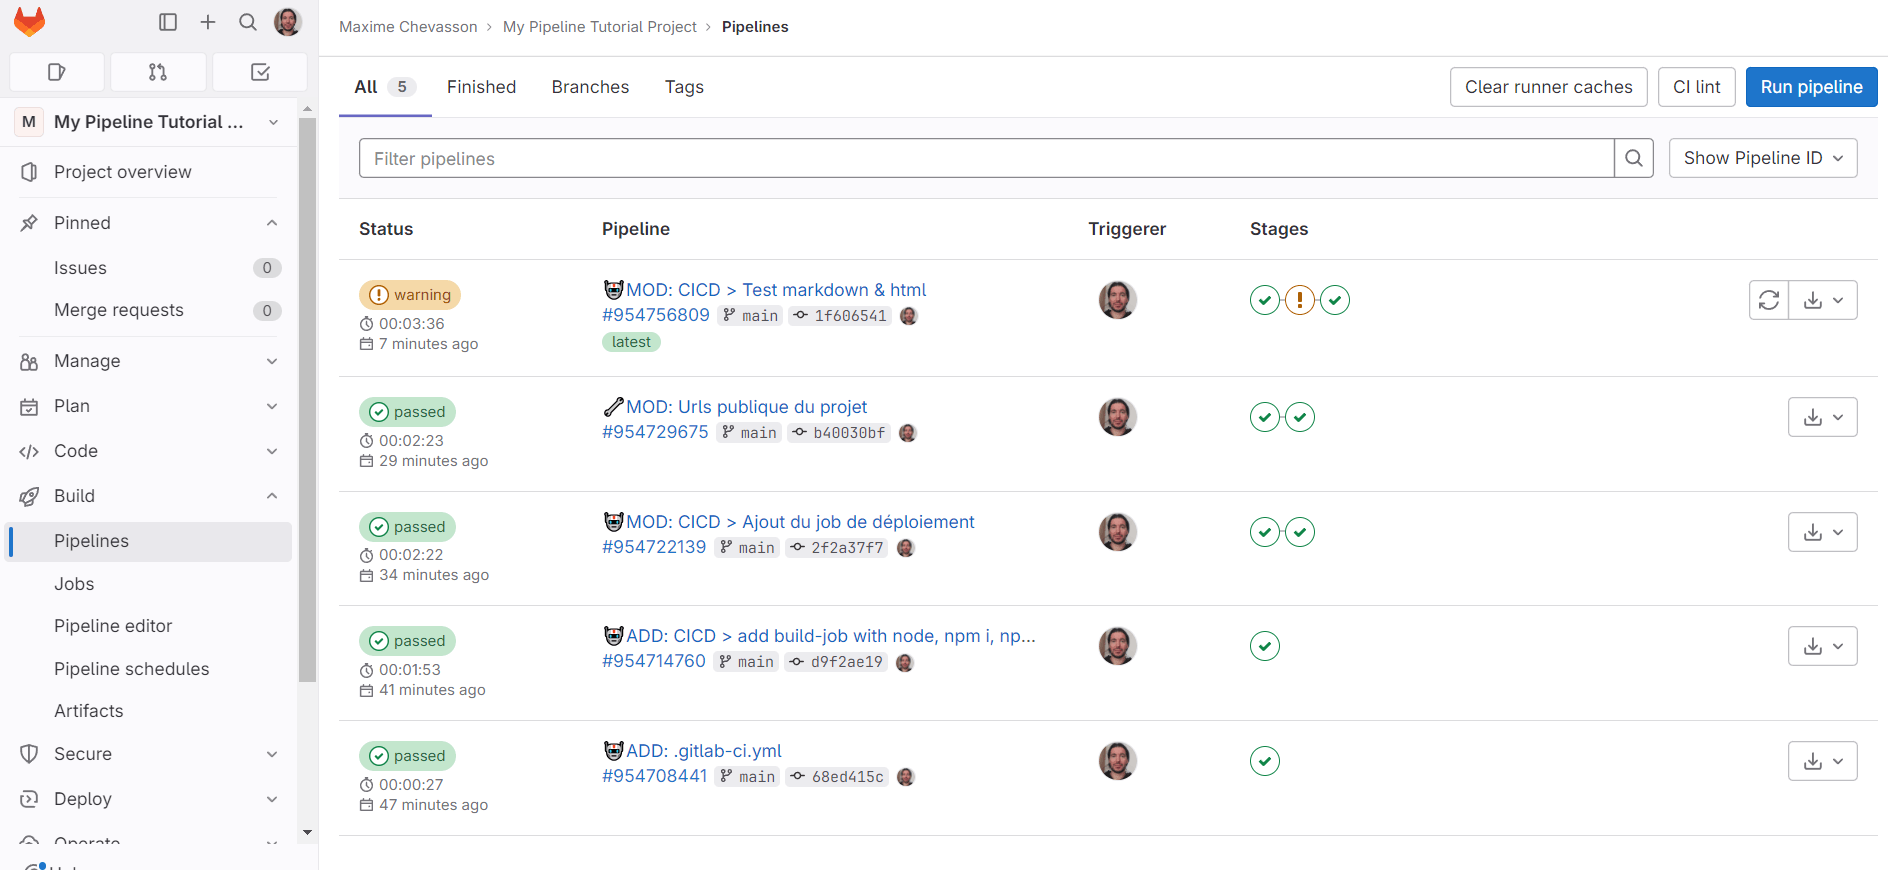 Maxime Chevasson › My Pipeline Tutorial Project › Pipelines
All 5 Finished Branches Tags
Clear runner caches CI lint Run pipeline
M My Pipeline Tutorial ...
Project overview
Pinned
Issues 0
Merge requests 0
Manage
Plan
Code
Build
Pipelines
Jobs
Pipeline editor
Pipeline schedules
Artifacts
Secure
Deploy
Operate
Filter pipelines Show Pipeline ID
Status Pipeline Triggerer Stages
warning
00:03:36
7 minutes ago
MOD: CICD > Test markdown & html
#954756809 main 1f606541
latest
passed
00:02:23
29 minutes ago
MOD: Urls publique du projet
#954729675 main b40030bf
passed
00:02:22
34 minutes ago
MOD: CICD > Ajout du job de déploiement
#954722139 main 2f2a37f7
passed
00:01:53
41 minutes ago
ADD: CICD > add build-job with node, npm i, np...
#954714760 main d9f2ae19
passed
00:00:27
47 minutes ago
ADD: .gitlab-ci.yml
#954708441 main 68ed415c